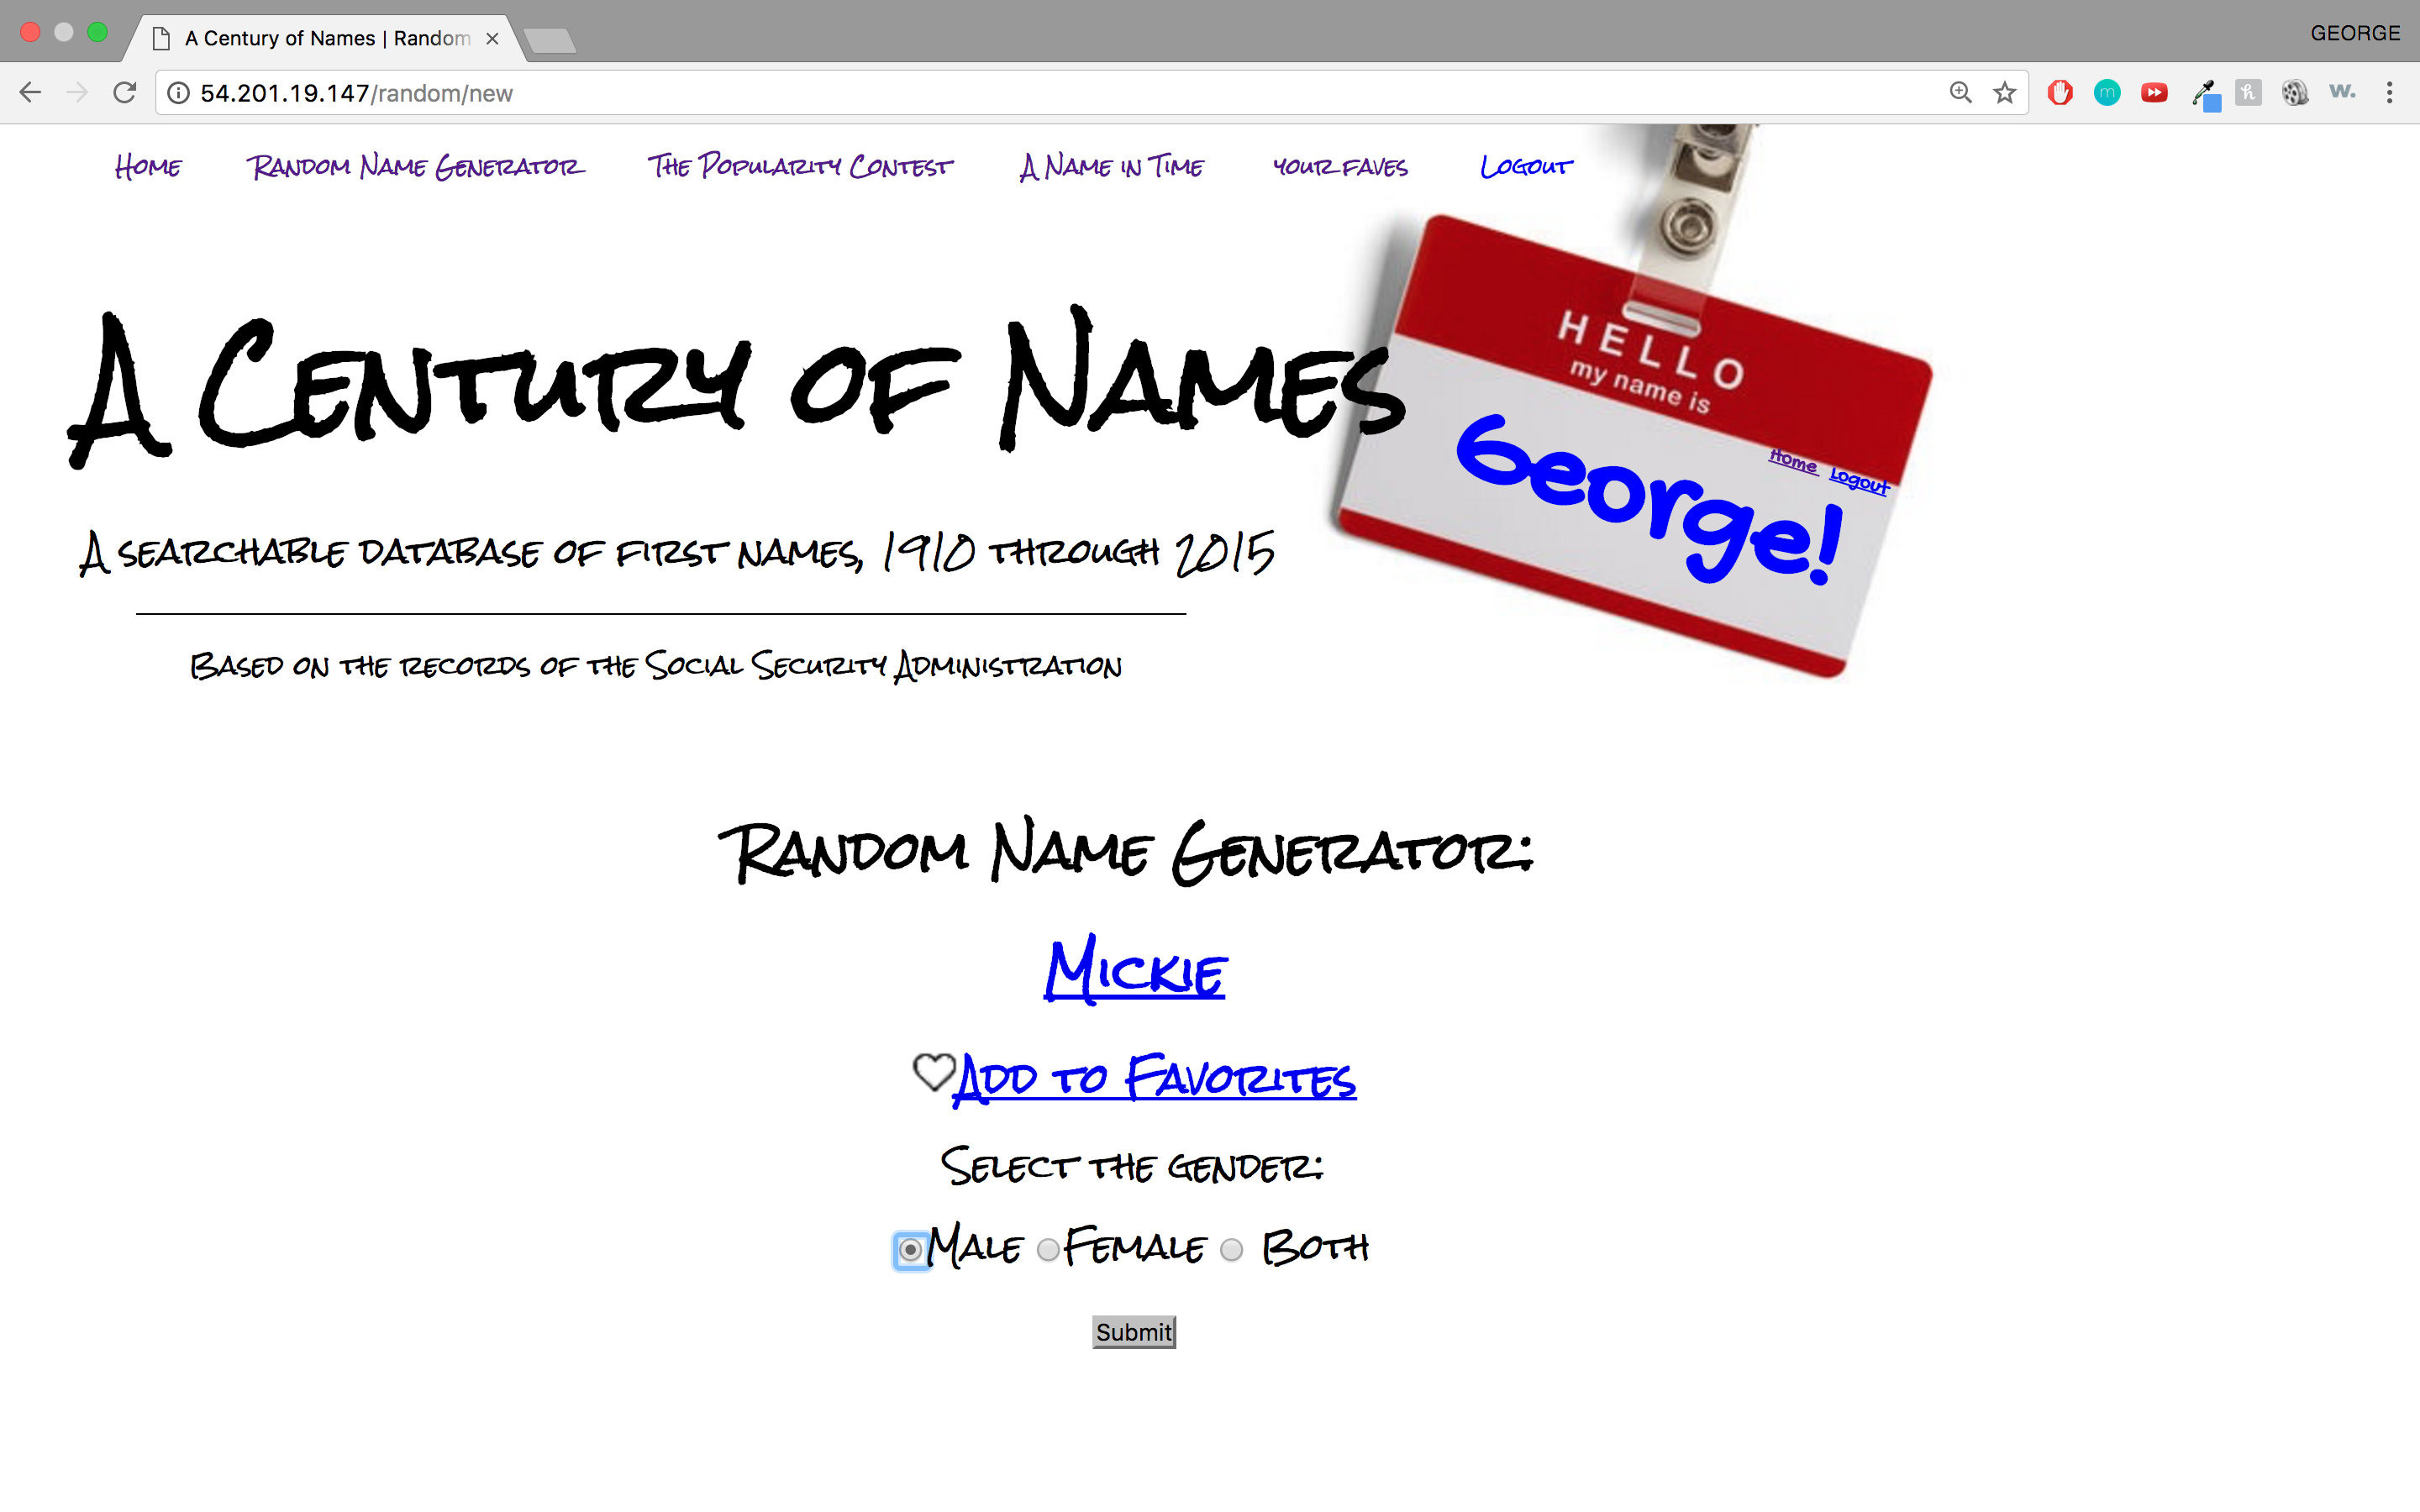 A Century of Names | Random
GEORGE
54.201.19.147/random/new
Home Random Name Generator The Popularity Contest A Name in Time your faves Logout
HELLO
my name is
George!
Home Logout
A Century of Names
A searchable database of first names, 1910 through 2015
Based on the records of the Social Security Administration
Random Name Generator:
Mickie
Add to Favorites
Select the gender:
Male Female Both
Submit